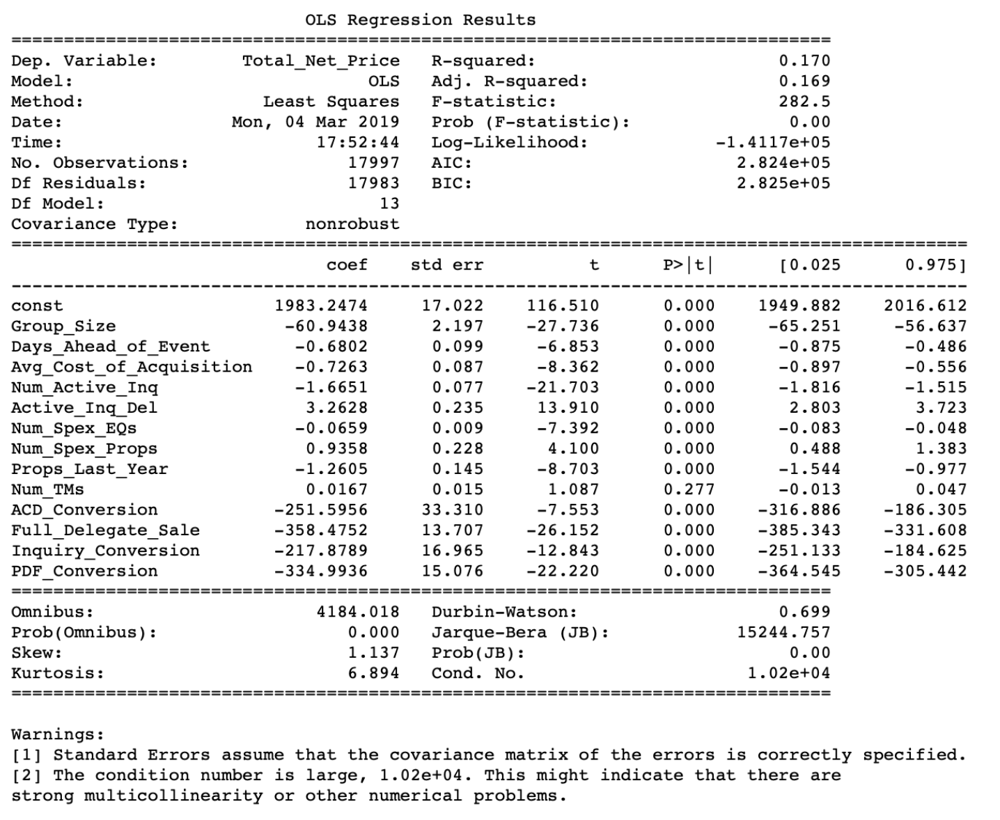 OLS Regression Results
==============================================================================
Dep. Variable: Total_Net_Price R-squared: 0.170
Model: OLS Adj. R-squared: 0.169
Method: Least Squares F-statistic: 282.5
Date: Mon, 04 Mar 2019 Prob (F-statistic): 0.00
Time: 17:52:44 Log-Likelihood: -1.4117e+05
No. Observations: 17997 AIC: 2.824e+05
Df Residuals: 17983 BIC: 2.825e+05
Df Model: 13
Covariance Type: nonrobust
===========================================================================================
coef std err t P>|t| [0.025 0.975]
-------------------------------------------------------------------------------------------
const 1983.2474 17.022 116.510 0.000 1949.882 2016.612
Group_Size -60.9438 2.197 -27.736 0.000 -65.251 -56.637
Days_Ahead_of_Event -0.6802 0.099 -6.853 0.000 -0.875 -0.486
Avg_Cost_of_Acquisition -0.7263 0.087 -8.362 0.000 -0.897 -0.556
Num_Active_Inq -1.6651 0.077 -21.703 0.000 -1.816 -1.515
Active_Inq_Del 3.2628 0.235 13.910 0.000 2.803 3.723
Num_Spex_EQs -0.0659 0.009 -7.392 0.000 -0.083 -0.048
Num_Spex_Props 0.9358 0.228 4.100 0.000 0.488 1.383
Props_Last_Year -1.2605 0.145 -8.703 0.000 -1.544 -0.977
Num_TMs 0.0167 0.015 1.087 0.277 -0.013 0.047
ACD_Conversion -251.5956 33.310 -7.553 0.000 -316.886 -186.305
Full_Delegate_Sale -358.4752 13.707 -26.152 0.000 -385.343 -331.608
Inquiry_Conversion -217.8789 16.965 -12.843 0.000 -251.133 -184.625
PDF_Conversion -334.9936 15.076 -22.220 0.000 -364.545 -305.442
==============================================================================
Omnibus: 4184.018 Durbin-Watson: 0.699
Prob(Omnibus): 0.000 Jarque-Bera (JB): 15244.757
Skew: 1.137 Prob(JB): 0.00
Kurtosis: 6.894 Cond. No. 1.02e+04
==============================================================================
Warnings:
[1] Standard Errors assume that the covariance matrix of the errors is correctly specified.
[2] The condition number is large, 1.02e+04. This might indicate that there are
strong multicollinearity or other numerical problems.